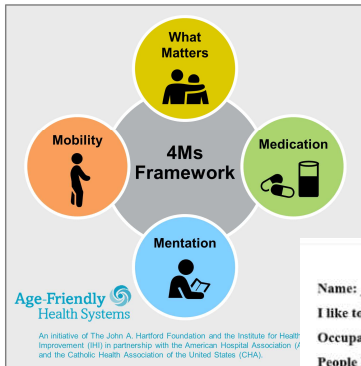 What
Matters
Mobility
4Ms
Framework
Medication
Mentation
Age-Friendly
Health Systems
An initiative of The John A. Hartford Foundation and the Institute for Health
Improvement (IHI) in partnership with the American Hospital Association (A
and the Catholic Health Association of the United States (CHA).
Name:
I like to
Occupa
People